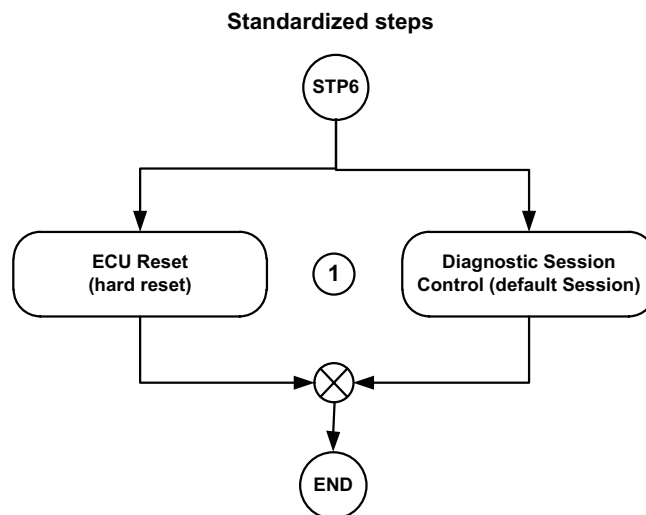 Standardized steps
STP6
ECU Reset
(hard reset)
1
Diagnostic Session
Control (default Session)
END